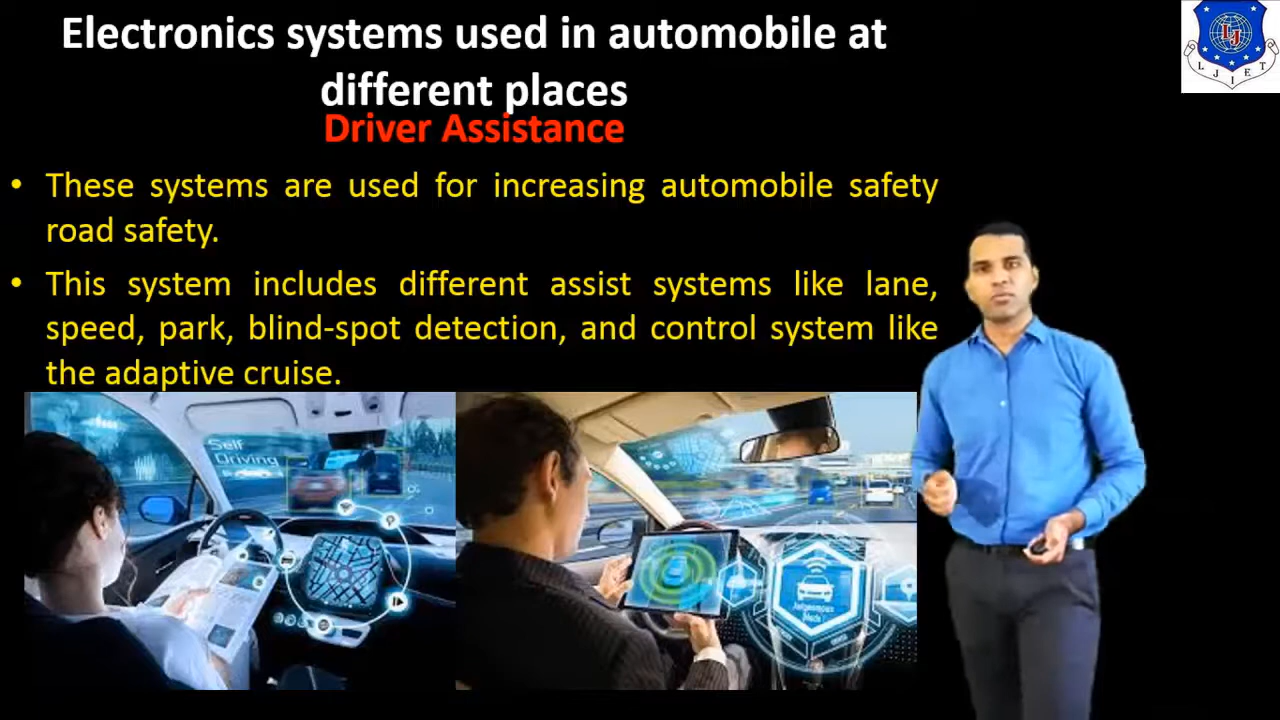 Electronics systems used in automobile at
different places
Driver Assistance
• These systems are used for increasing automobile safety
road safety.
• This system includes different assist systems like lane,
speed, park, blind-spot detection, and control system like
the adaptive cruise.
LJIET
Self
Driving
Autonomous
Mode